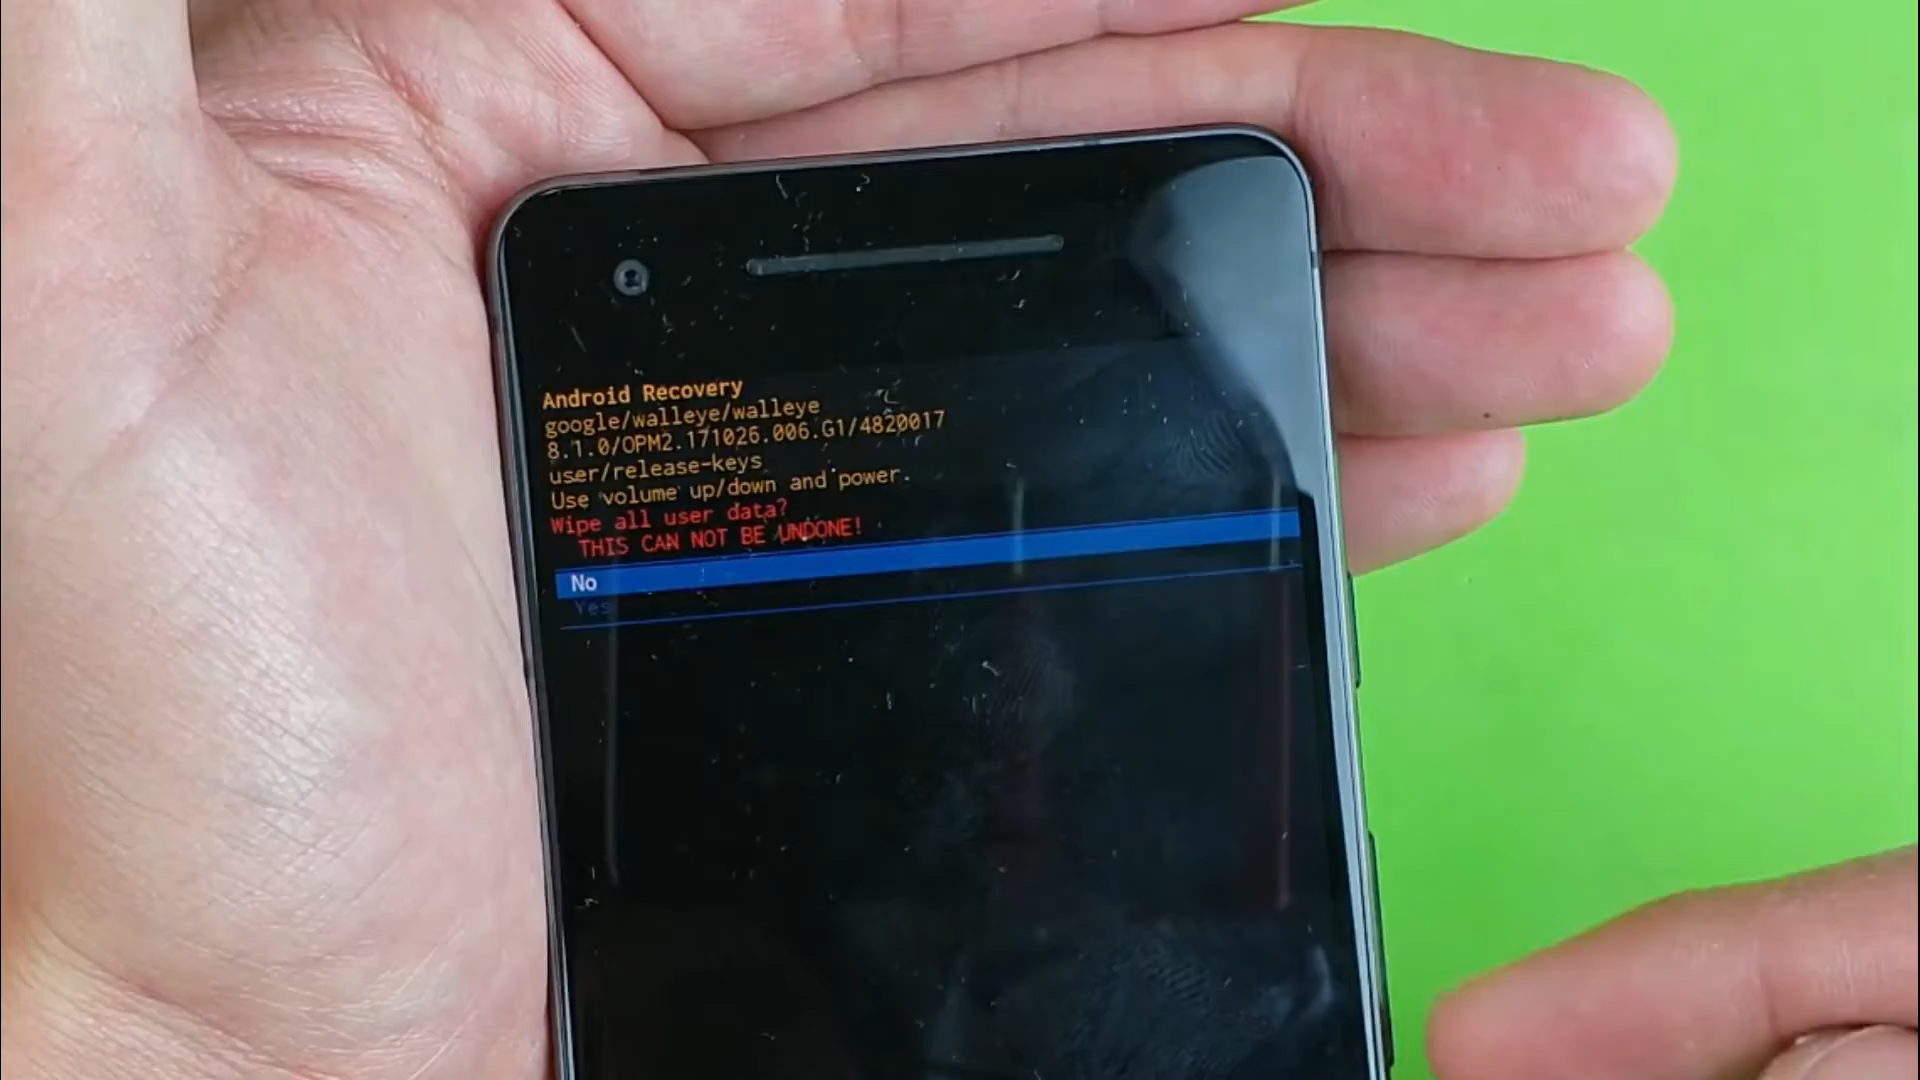 Android Recovery
google/walleye/walleye
8.1.0/OPM2.171026.006.G1/4820017
user/release-keys
Use volume up/down and power.
Wipe all user data?
THIS CAN NOT BE UNDONE!
No
Yes